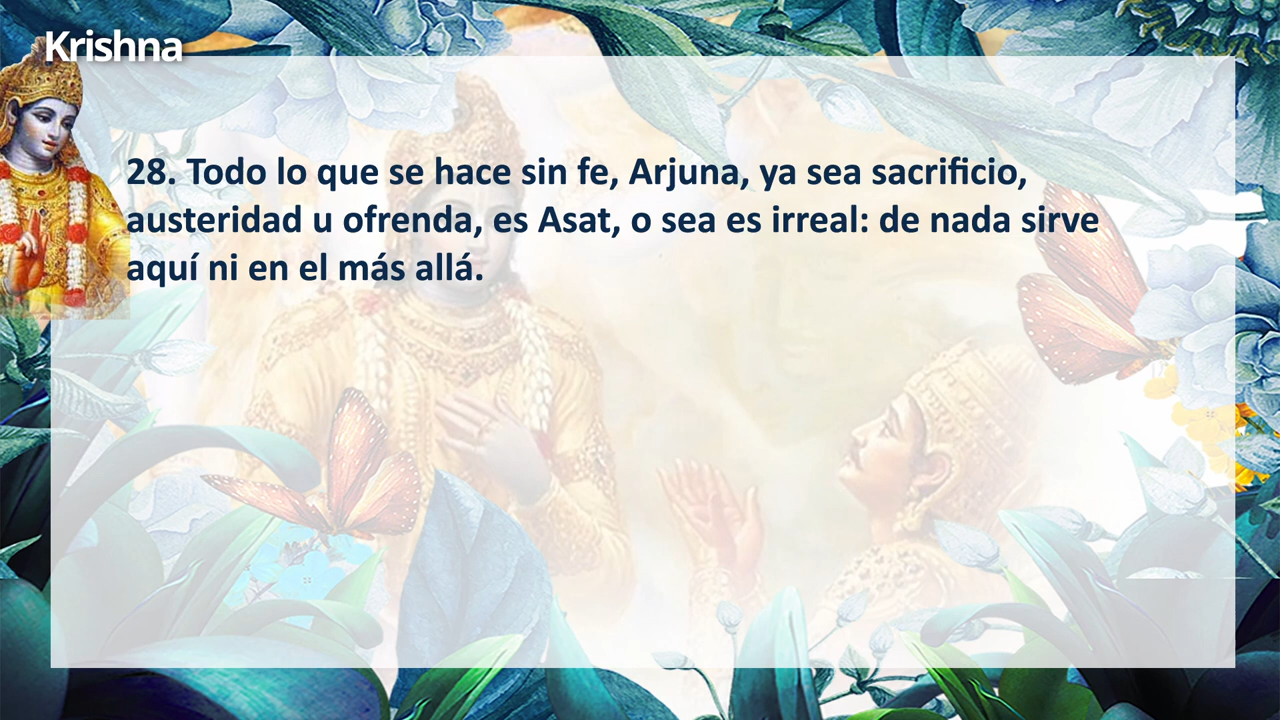 Krishna
28. Todo lo que se hace sin fe, Arjuna, ya sea sacrificio,
austeridad u ofrenda, es Asat, o sea es irreal: de nada sirve
aquí ni en el más allá.